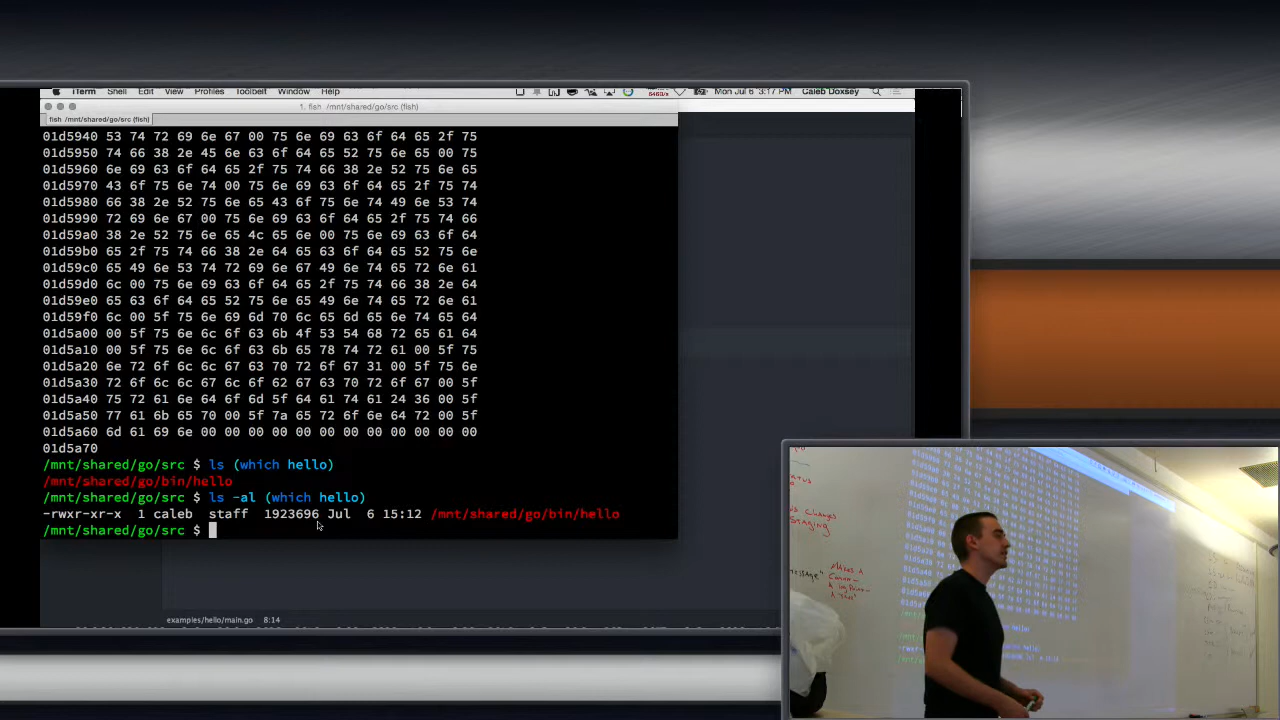 iTerm Shell Edit View Profiles Toolbelt Window Help Mon Jul 6 3:17 PM Caleb Doxsey
1. fish /mnt/shared/go/src (fish)
fish /mnt/shared/go/src (fish)
01d5940 53 74 72 69 6e 67 00 75 6e 69 63 6f 64 65 2f 75
01d5950 74 66 38 2e 45 6e 63 6f 64 65 52 75 6e 65 00 75
01d5960 6e 69 63 6f 64 65 2f 75 74 66 38 2e 52 75 6e 65
01d5970 43 6f 75 6e 74 00 75 6e 69 63 6f 64 65 2f 75 74
01d5980 66 38 2e 52 75 6e 65 43 6f 75 6e 74 49 6e 53 74
01d5990 72 69 6e 67 00 75 6e 69 63 6f 64 65 2f 75 74 66
01d59a0 38 2e 52 75 6e 65 4c 65 6e 00 75 6e 69 63 6f 64
01d59b0 65 2f 75 74 66 38 2e 64 65 63 6f 64 65 52 75 6e
01d59c0 65 49 6e 53 74 72 69 6e 67 49 6e 74 65 72 6e 61
01d59d0 6c 00 75 6e 69 63 6f 64 65 2f 75 74 66 38 2e 64
01d59e0 65 63 6f 64 65 52 75 6e 65 49 6e 74 65 72 6e 61
01d59f0 6c 00 5f 75 6e 69 6d 70 6c 65 6d 65 6e 74 65 64
01d5a00 00 5f 75 6e 6c 6f 63 6b 4f 53 54 68 72 65 61 64
01d5a10 00 5f 75 6e 6c 6f 63 6b 65 78 74 72 61 00 5f 75
01d5a20 6e 72 6f 6c 6c 67 63 70 72 6f 67 31 00 5f 75 6e
01d5a30 72 6f 6c 6c 67 6c 6f 62 67 63 70 72 6f 67 00 5f
01d5a40 75 72 61 6e 64 6f 6d 5f 64 61 74 61 24 36 00 5f
01d5a50 77 61 6b 65 70 00 5f 7a 65 72 6f 6e 64 72 00 5f
01d5a60 6d 61 69 6e 00 00 00 00 00 00 00 00 00 00 00 00
01d5a70
/mnt/shared/go/src $ ls (which hello)
/mnt/shared/go/bin/hello
/mnt/shared/go/src $ ls -al (which hello)
-rwxr-xr-x 1 caleb staff 1923696 Jul 6 15:12 /mnt/shared/go/bin/hello
/mnt/shared/go/src $
examples/hello/main.go 8:14
CHANGES
STAGING
MAKES A